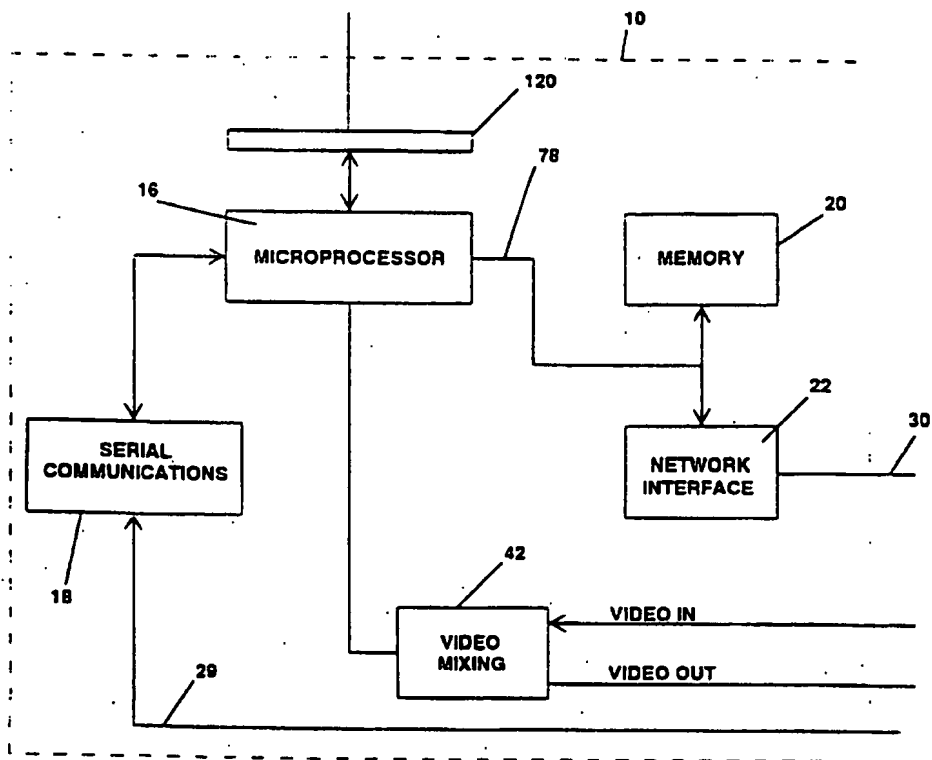 10
120
78
16
20
MICROPROCESSOR
MEMORY
22
30
SERIAL
COMMUNICATIONS
NETWORK
INTERFACE
18
42
VIDEO IN
VIDEO
MIXING
VIDEO OUT
29